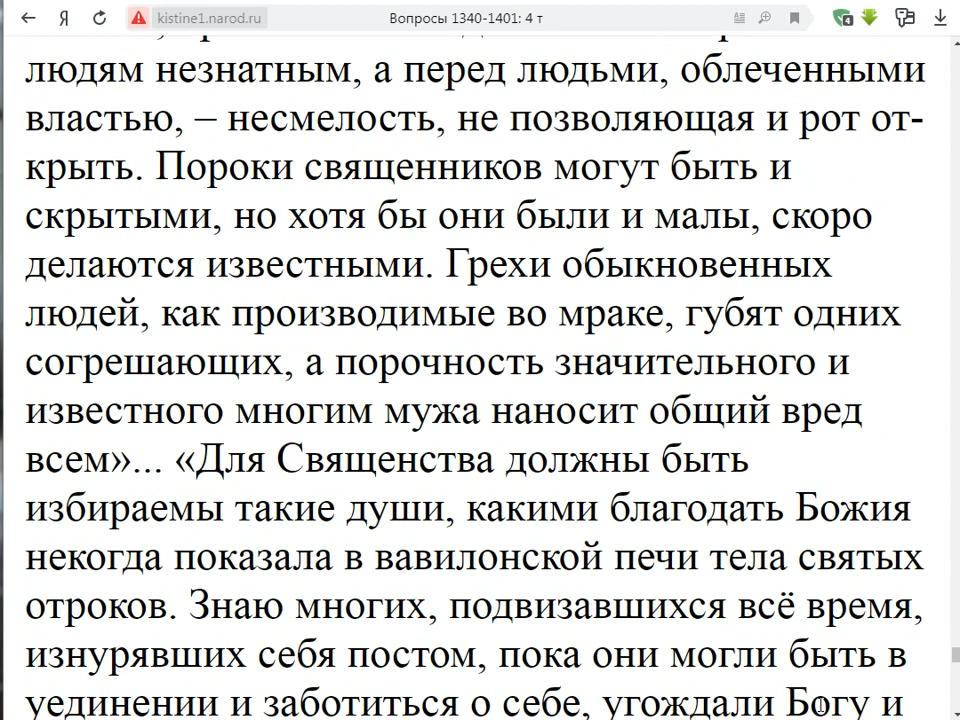 Я
kistine1.narod.ru
Вопросы 1340-1401: 4 т
4
людям незнатным, а перед людьми, облеченными
властью, – несмелость, не позволяющая и рот от-
крыть. Пороки священников могут быть и
скрытыми, но хотя бы они были и малы, скоро
делаются известными. Грехи обыкновенных
людей, как производимые во мраке, губят одних
согрешающих, а порочность значительного и
известного многим мужа наносит общий вред
всем»... «Для Священства должны быть
избираемы такие души, какими благодать Божия
некогда показала в вавилонской печи тела святых
отроков. Знаю многих, подвизавшихся всё время,
изнурявших себя постом, пока они могли быть в
уединении и заботиться о себе, угождали Богу и